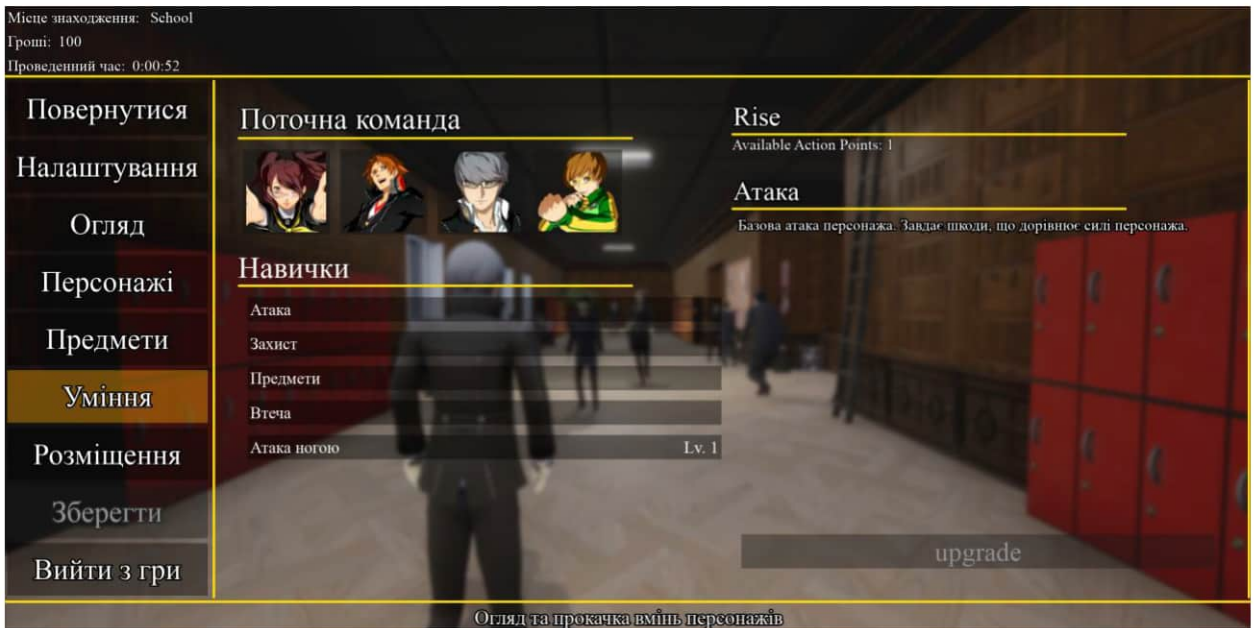 Місце знаходження: School
Гроші: 100
Проведенний час: 0:00:52
Повернутися
Налаштування
Огляд
Персонажі
Предмети
Уміння
Розміщення
Зберегти
Вийти з гри
Поточна команда
Навички
Атака
Захист
Предмети
Втеча
Атака ногою Lv. 1
Rise
Available Action Points: 1
Атака
Базова атака персонажа. Завдає шкоди, що дорівнює силі персонажа.
upgrade
Огляд та прокачка вмінь персонажів